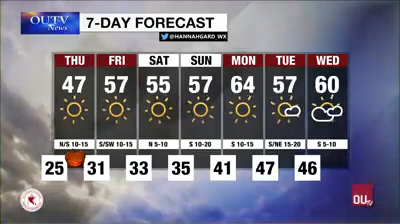 OUTV
News
7-DAY FORECAST
@HANNAHGARD_WX
THU FRI SAT SUN MON TUE WED
47 57 55 57 64 57 60
N/S 10-15 S/SW 10-15 N 5-10 S 10-20 S 10-15 S/NE 15-20 S 5-10
25 31 33 35 41 47 46
OUTV